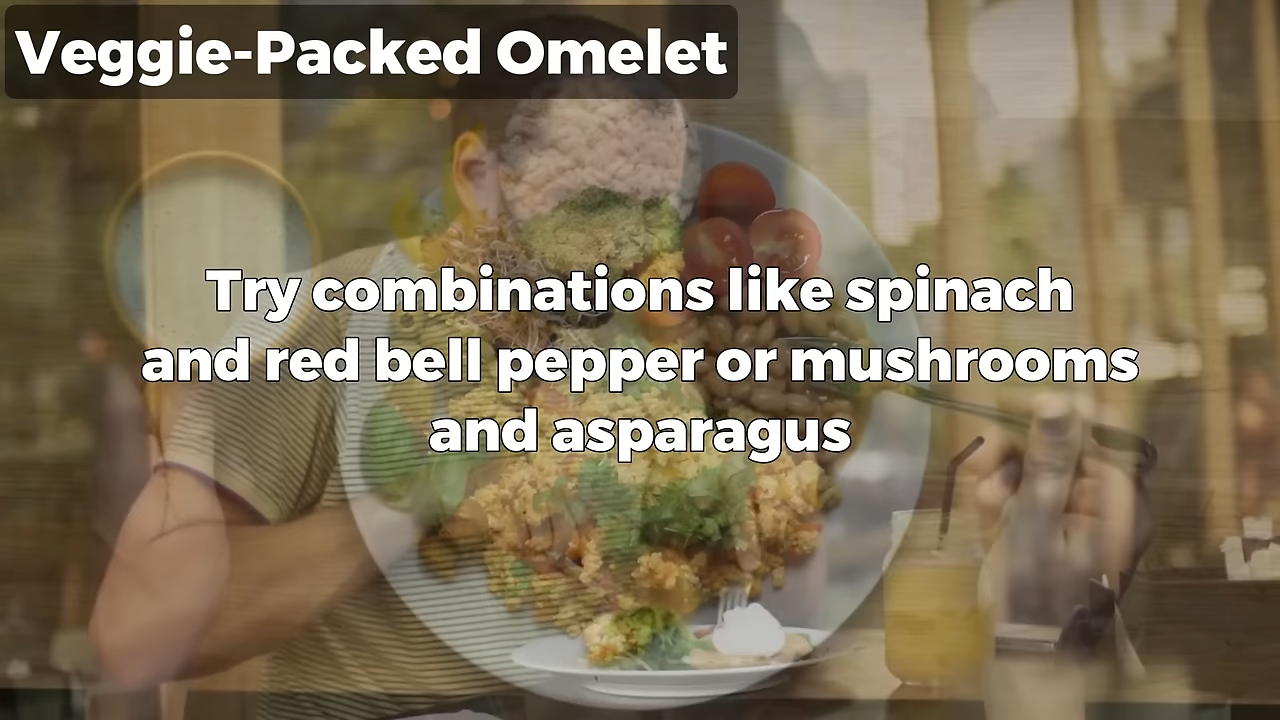 Veggie-Packed Omelet
Try combinations like spinach
and red bell pepper or mushrooms
and asparagus